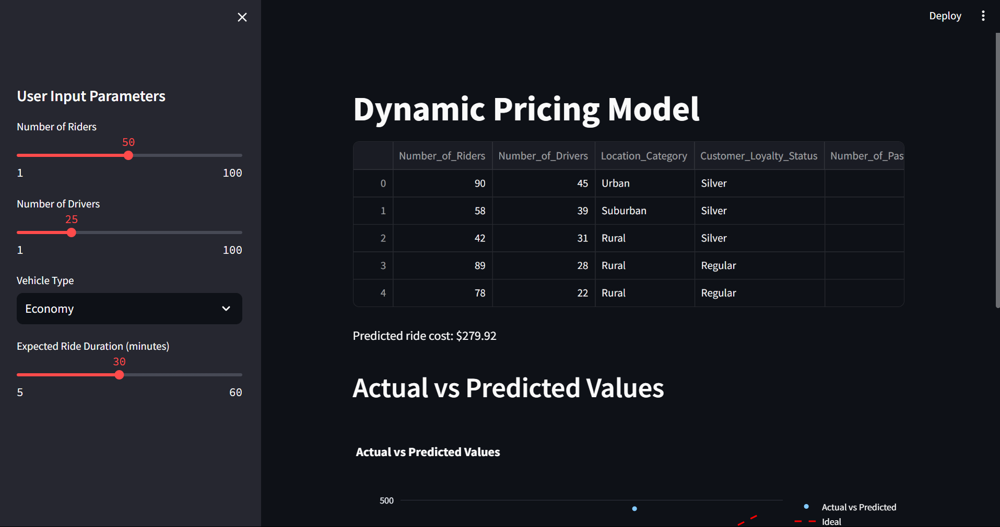 Deploy
User Input Parameters
Number of Riders
50
1 100
Number of Drivers
25
1 100
Vehicle Type
Economy
Expected Ride Duration (minutes)
30
5 60
Dynamic Pricing Model
Number_of_Riders Number_of_Drivers Location_Category Customer_Loyalty_Status Number_of_Pas
0 90 45 Urban Silver
1 58 39 Suburban Silver
2 42 31 Rural Silver
3 89 28 Rural Regular
4 78 22 Rural Regular
Predicted ride cost: $279.92
Actual vs Predicted Values
Actual vs Predicted Values
500
Actual vs Predicted
Ideal